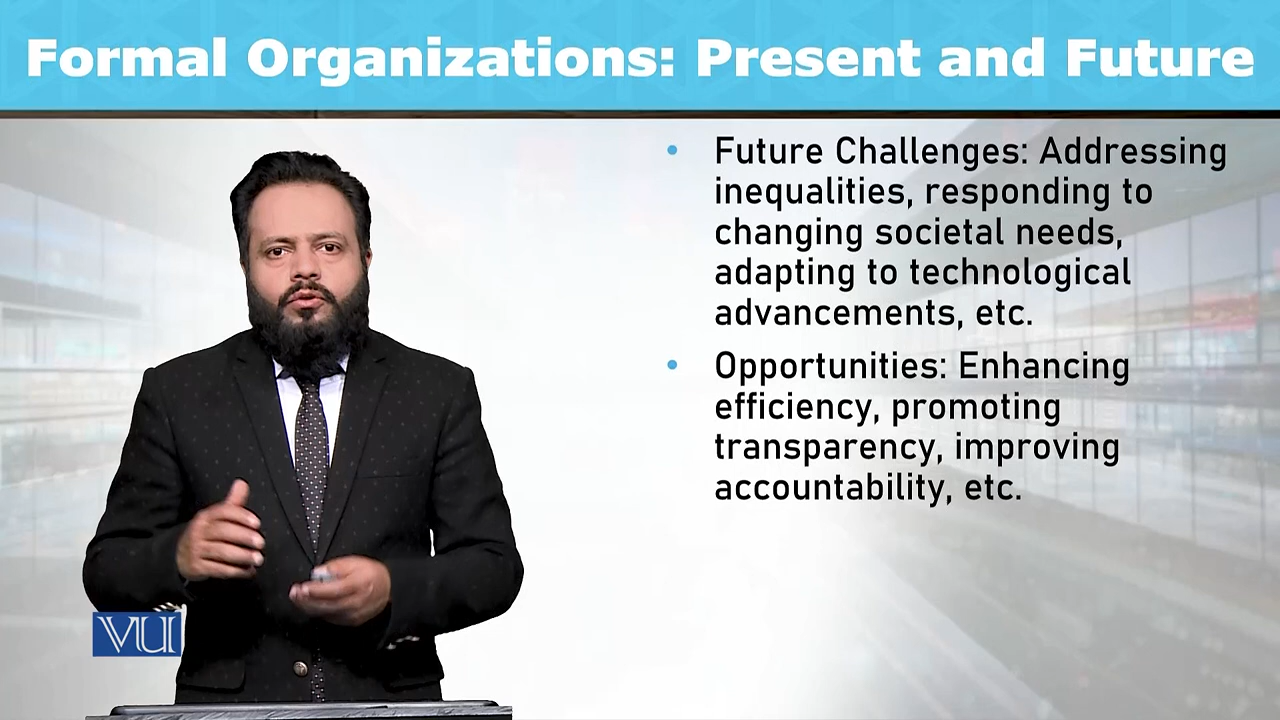 Formal Organizations: Present and Future
• Future Challenges: Addressing
inequalities, responding to
changing societal needs,
adapting to technological
advancements, etc.
• Opportunities: Enhancing
efficiency, promoting
transparency, improving
accountability, etc.
VU